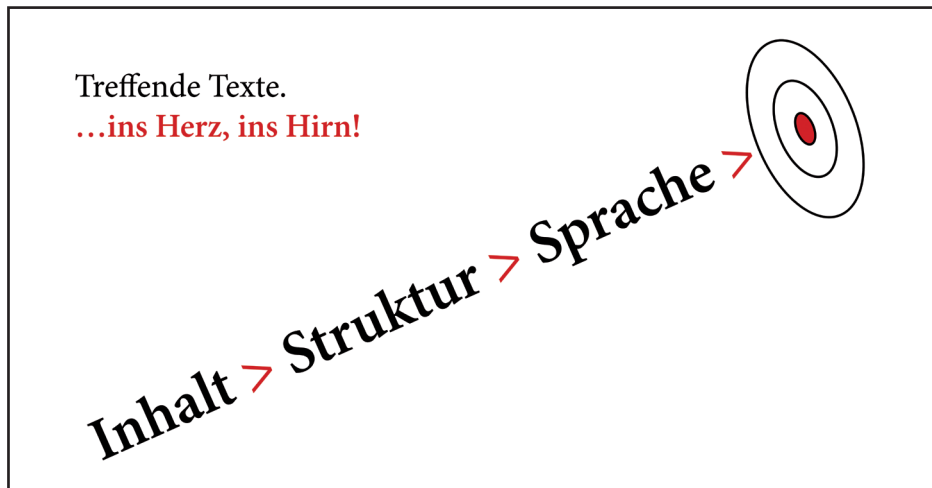 Treffende Texte.
…ins Herz, ins Hirn!
Inhalt > Struktur > Sprache >